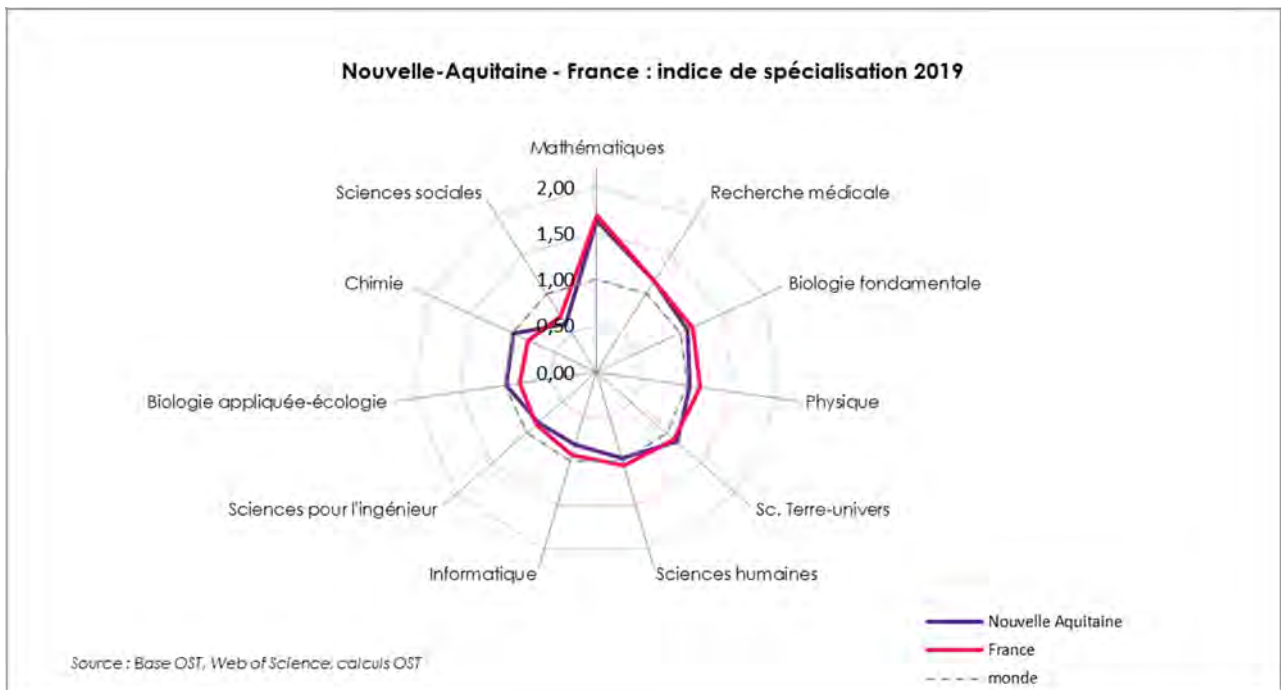 Nouvelle-Aquitaine - France : indice de spécialisation 2019
Mathématiques
Sciences sociales
Recherche médicale
2,00
1,50
Chimie
Biologie fondamentale
1,00
0,50
0,00
Biologie appliquée-écologie
Physique
Sciences pour l'ingénieur
Sc. Terre-univers
Informatique
Sciences humaines
Nouvelle Aquitaine
France
monde
Source : Base OST, Web of Science, calculs OST